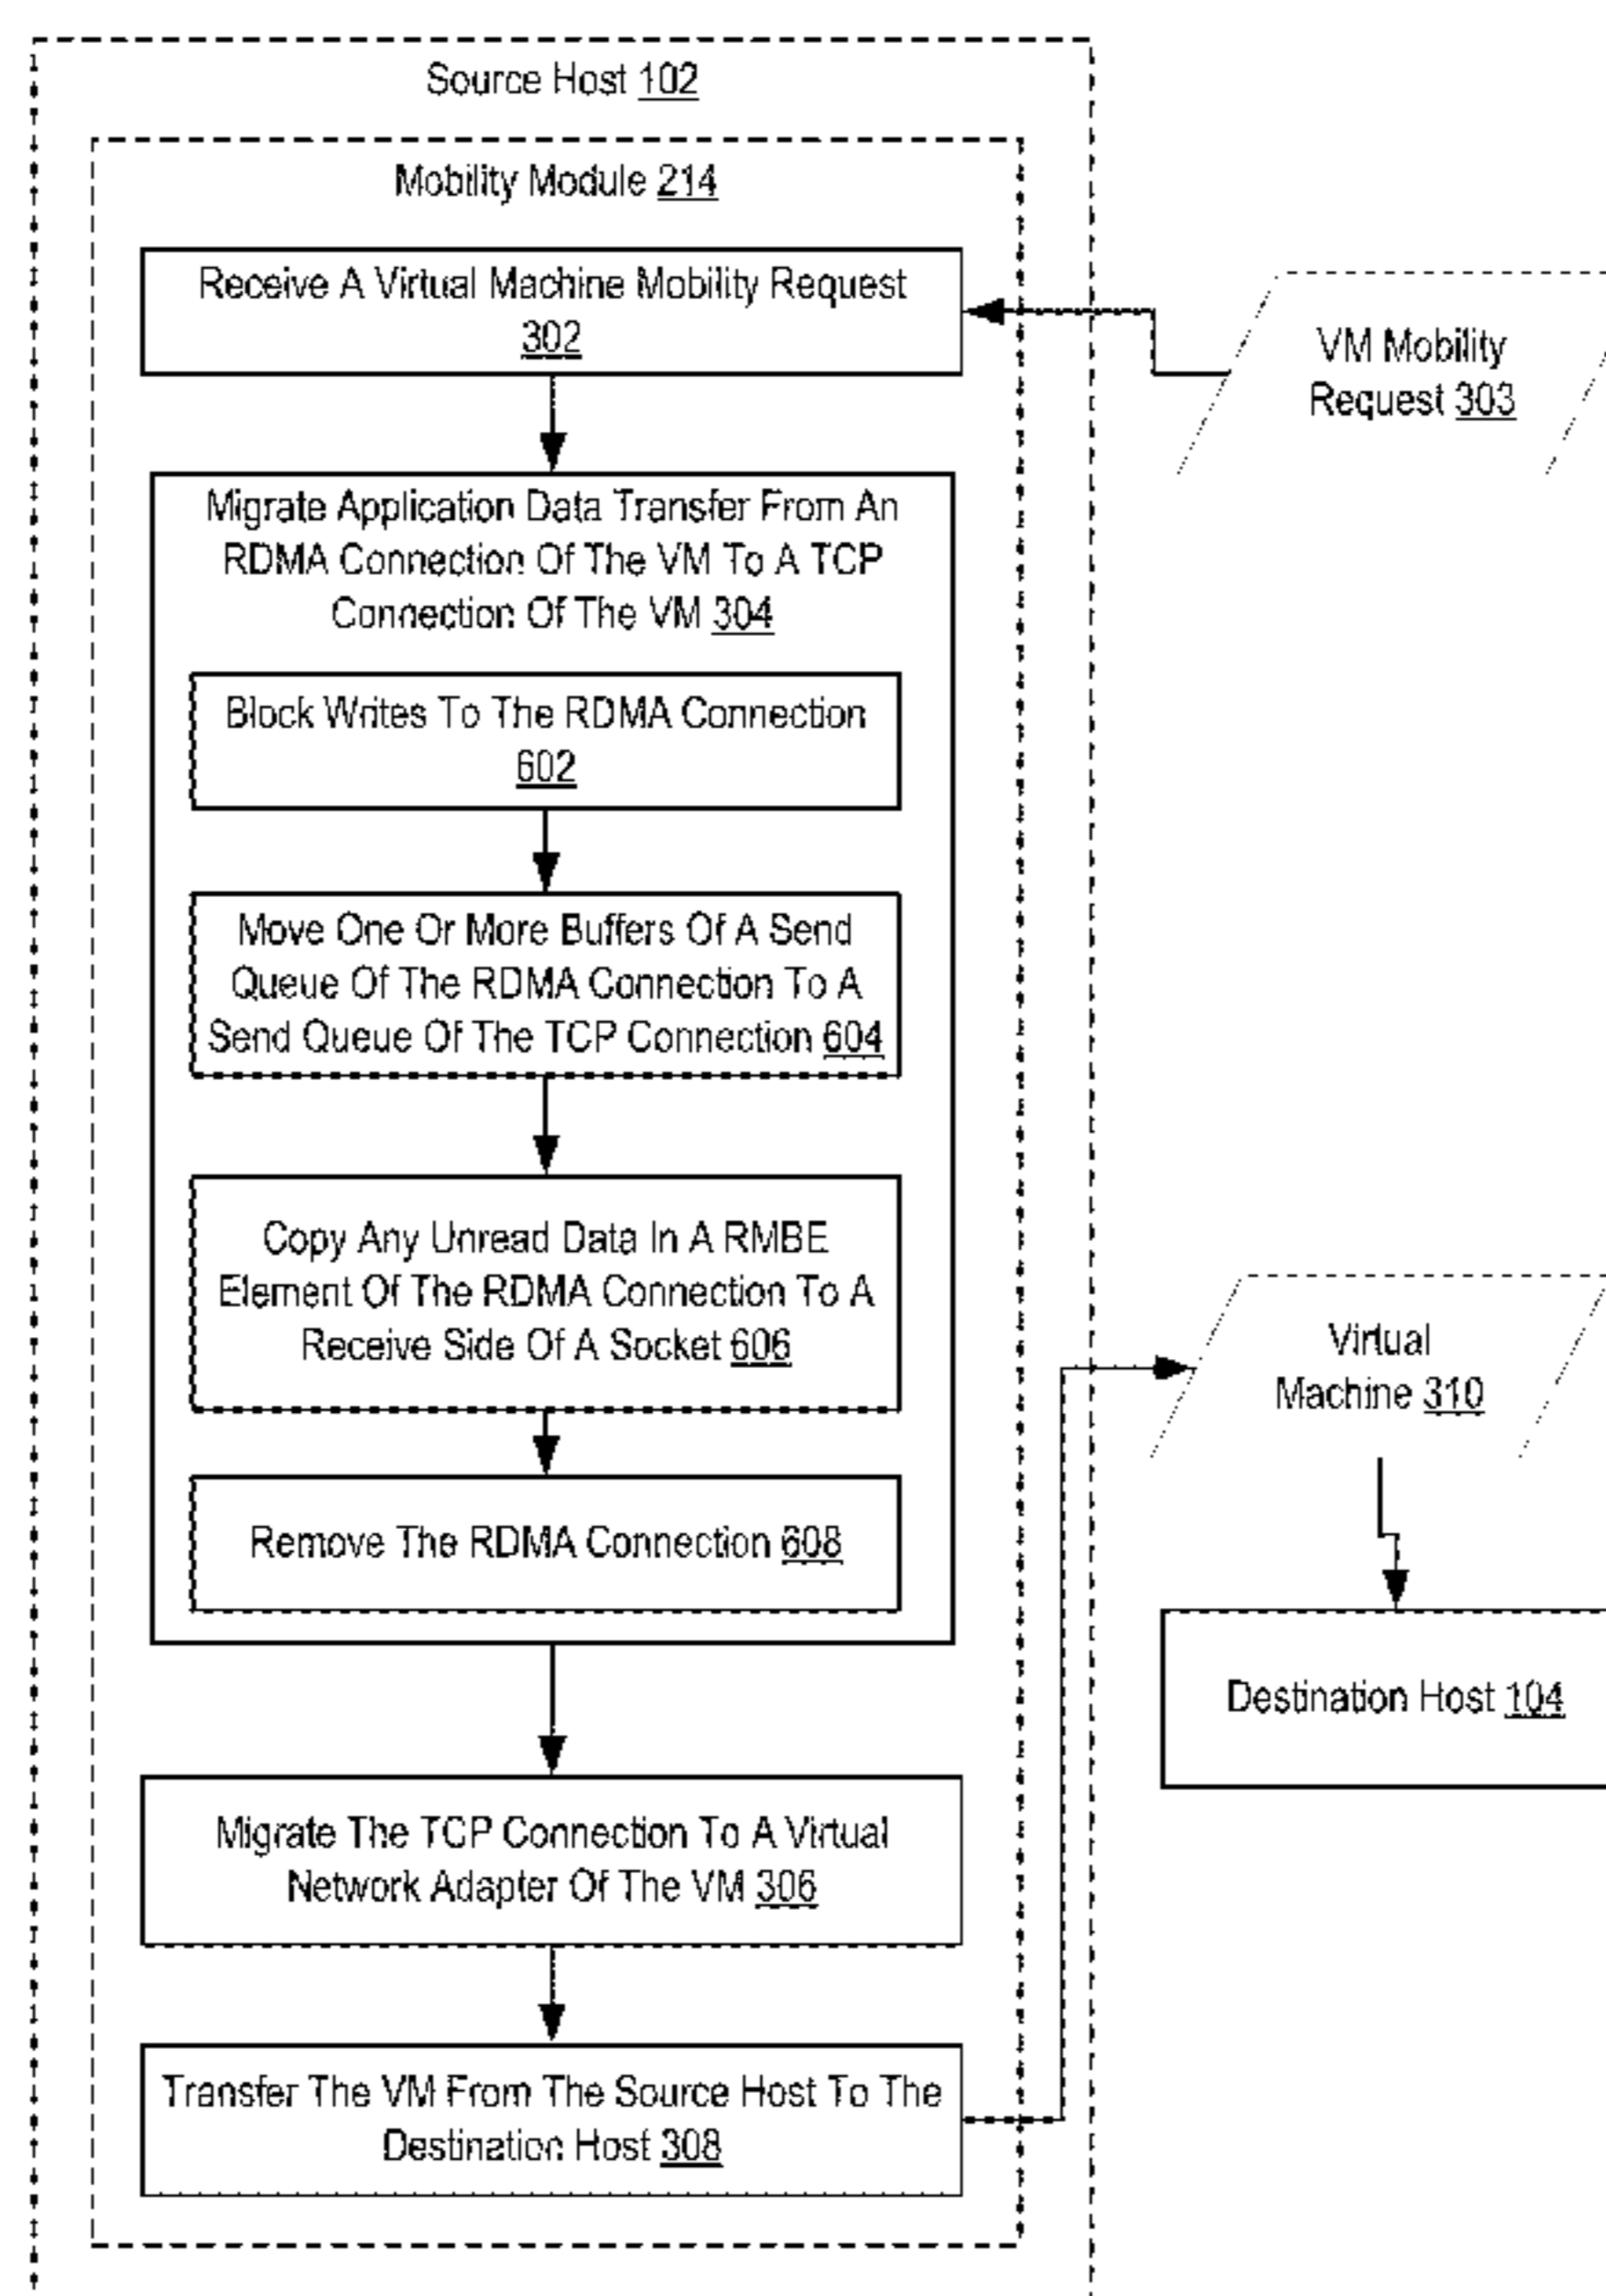 Source Host 102
Mobility Module 214
Receive A Virtual Machine Mobility Request
302
VM Mobility
Request 303
Migrate Application Data Transfer From An
RDMA Connection Of The VM To A TCP
Connection Of The VM 304
Block Writes To The RDMA Connection
602
Move One Or More Buffers Of A Send
Queue Of The RDMA Connection To A
Send Queue Of The TCP Connection 604
Copy Any Unread Data In A RMBE
Element Of The RDMA Connection To A
Receive Side Of A Socket 606
Virtual
Machine 310
Remove The RDMA Connection 608
Destination Host 104
Migrate The TCP Connection To A Virtual
Network Adapter Of The VM 306
Transfer The VM From The Source Host To The
Destination Host 308